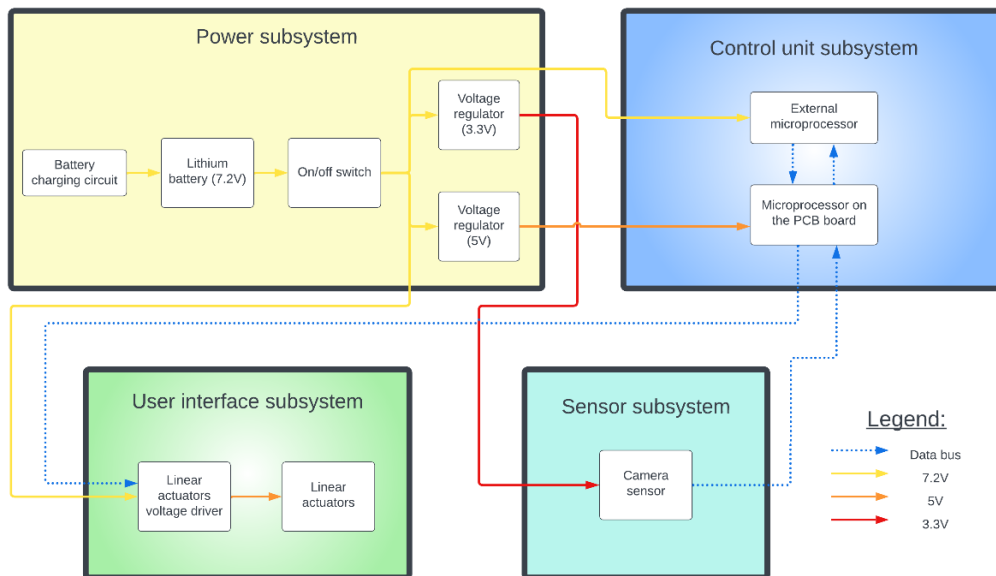 Power subsystem
Battery
charging circuit
Lithium
battery (7.2V)
On/off switch
Voltage
regulator
(3.3V)
Voltage
regulator
(5V)
Control unit subsystem
External
microprocessor
Microprocessor on
the PCB board
User interface subsystem
Linear
actuators
voltage driver
Linear
actuators
Sensor subsystem
Camera
sensor
Legend:
Data bus
7.2V
5V
3.3V